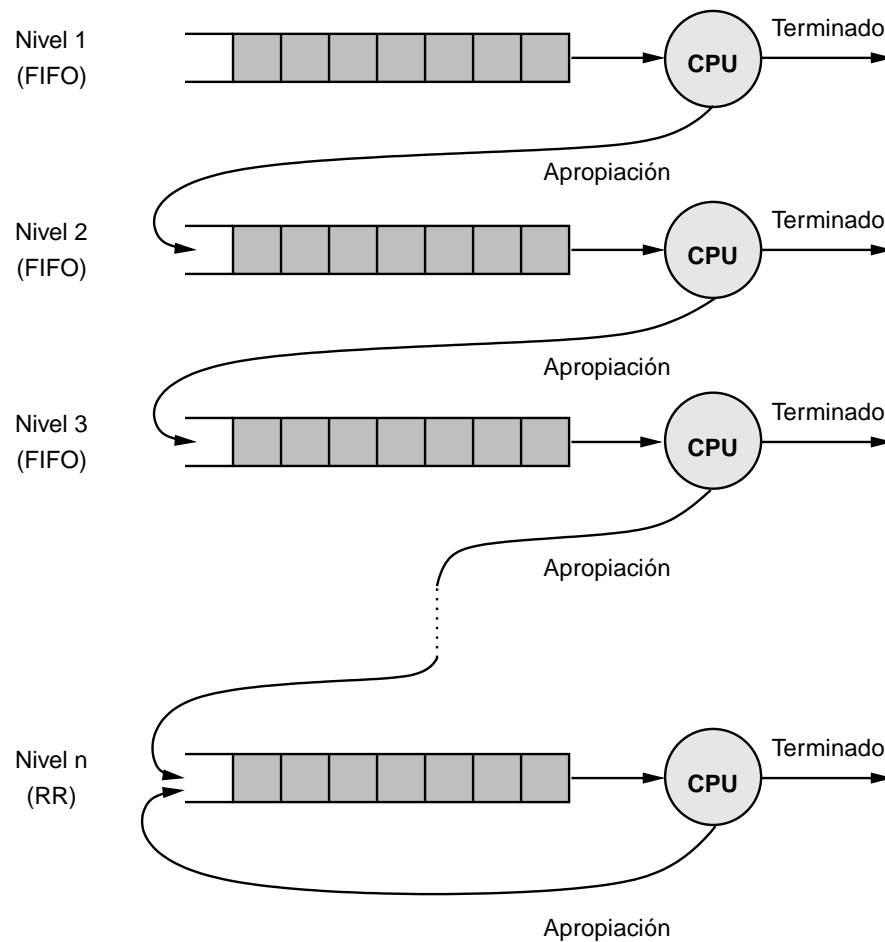 Nivel 1
(FIFO)
CPU
Terminado
Apropiación
Nivel 2
(FIFO)
CPU
Terminado
Apropiación
Nivel 3
(FIFO)
CPU
Terminado
Apropiación
Nivel n
(RR)
CPU
Terminado
Apropiación